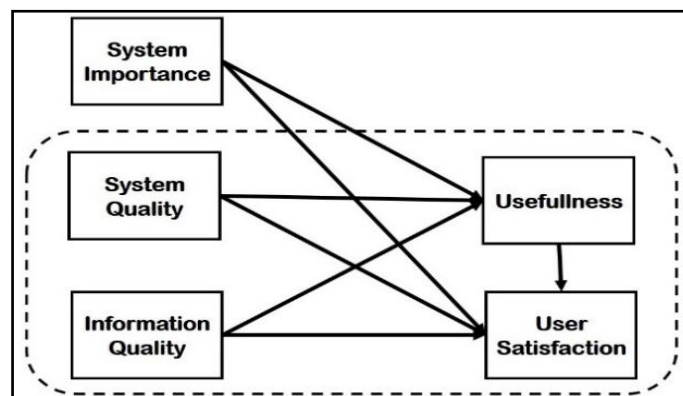 System
Importance
System
Quality
Usefullness
Information
Quality
User
Satisfaction